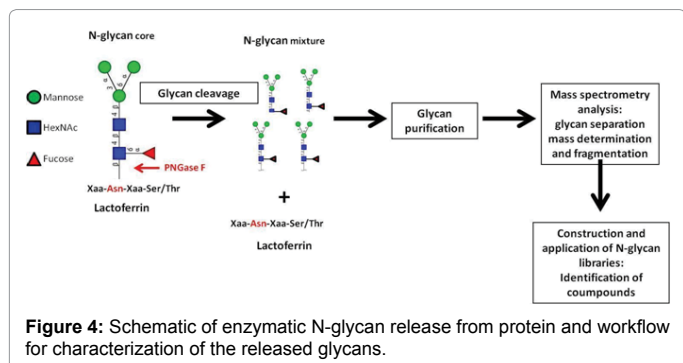 N-glycan core
N-glycan mixture
Mannose
HexNAc
Fucose
Glycan cleavage
PNGase F
Xaa-Asn-Xaa-Ser/Thr
Lactoferrin
+
Xaa-Asn-Xaa-Ser/Thr
Lactoferrin
Glycan
purification
Mass spectrometry
analysis:
glycan separation
mass determination
and fragmentation
Construction and
application of N-glycan
libraries:
Identification of
coumpounds
Figure 4: Schematic of enzymatic N-glycan release from protein and workflow
for characterization of the released glycans.